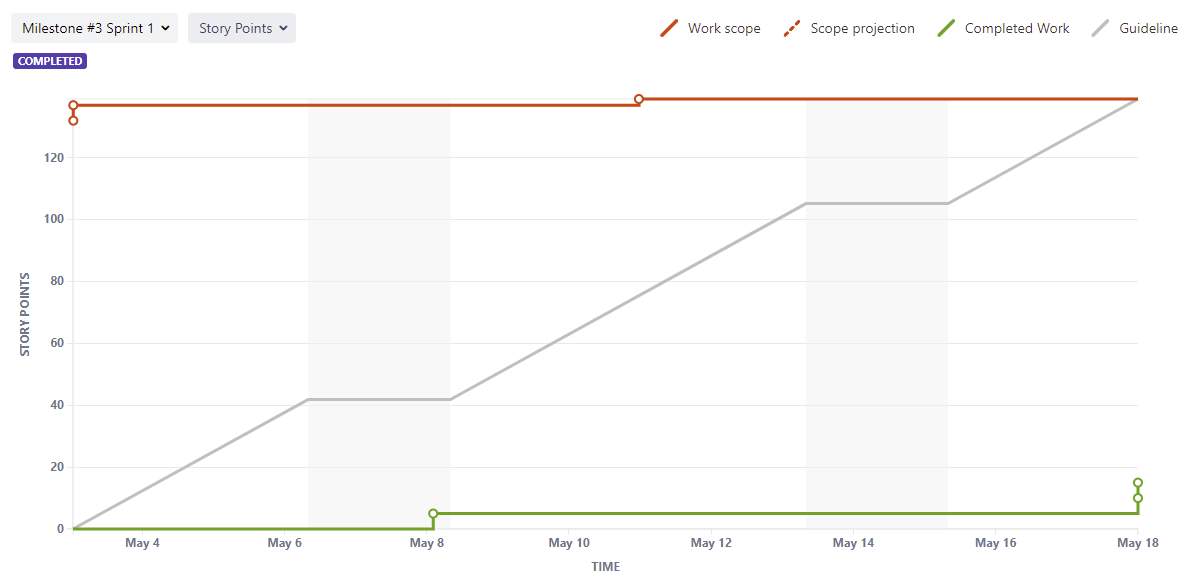 Milestone #3 Sprint 1
Story Points
Work scope
Scope projection
Completed Work
Guideline
COMPLETED
STORY POINTS
120
100
80
60
40
20
0
May 4
May 6
May 8
May 10
May 12
May 14
May 16
May 18
TIME